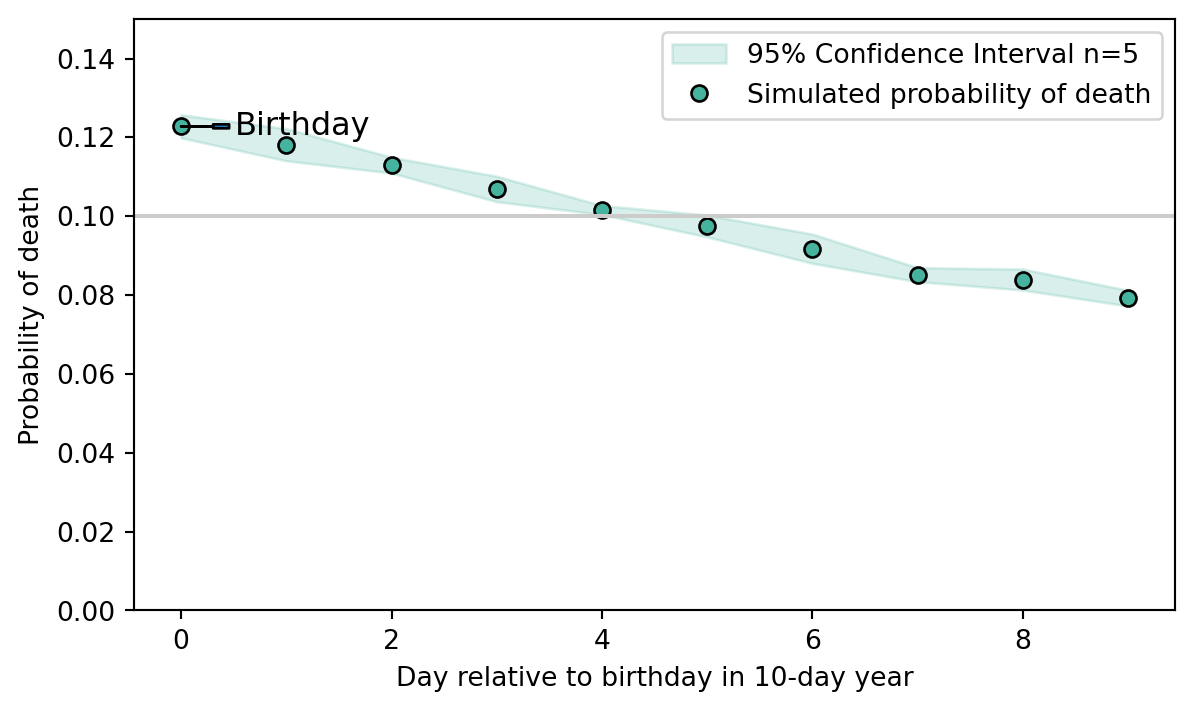 0.14
0.12
0.10
0.08
0.06
0.04
0.02
0.00
Probability of death
95% Confidence Interval n=5
Simulated probability of death
Birthday
0 2 4 6 8
Day relative to birthday in 10-day year